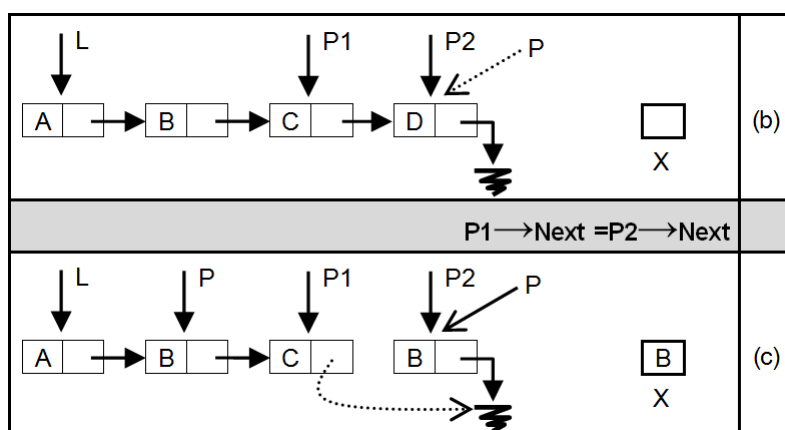 L P1 P2 P
A B C D (b)
X
P1→Next =P2→Next
L P P1 P2 P
A B C B B (c)
X